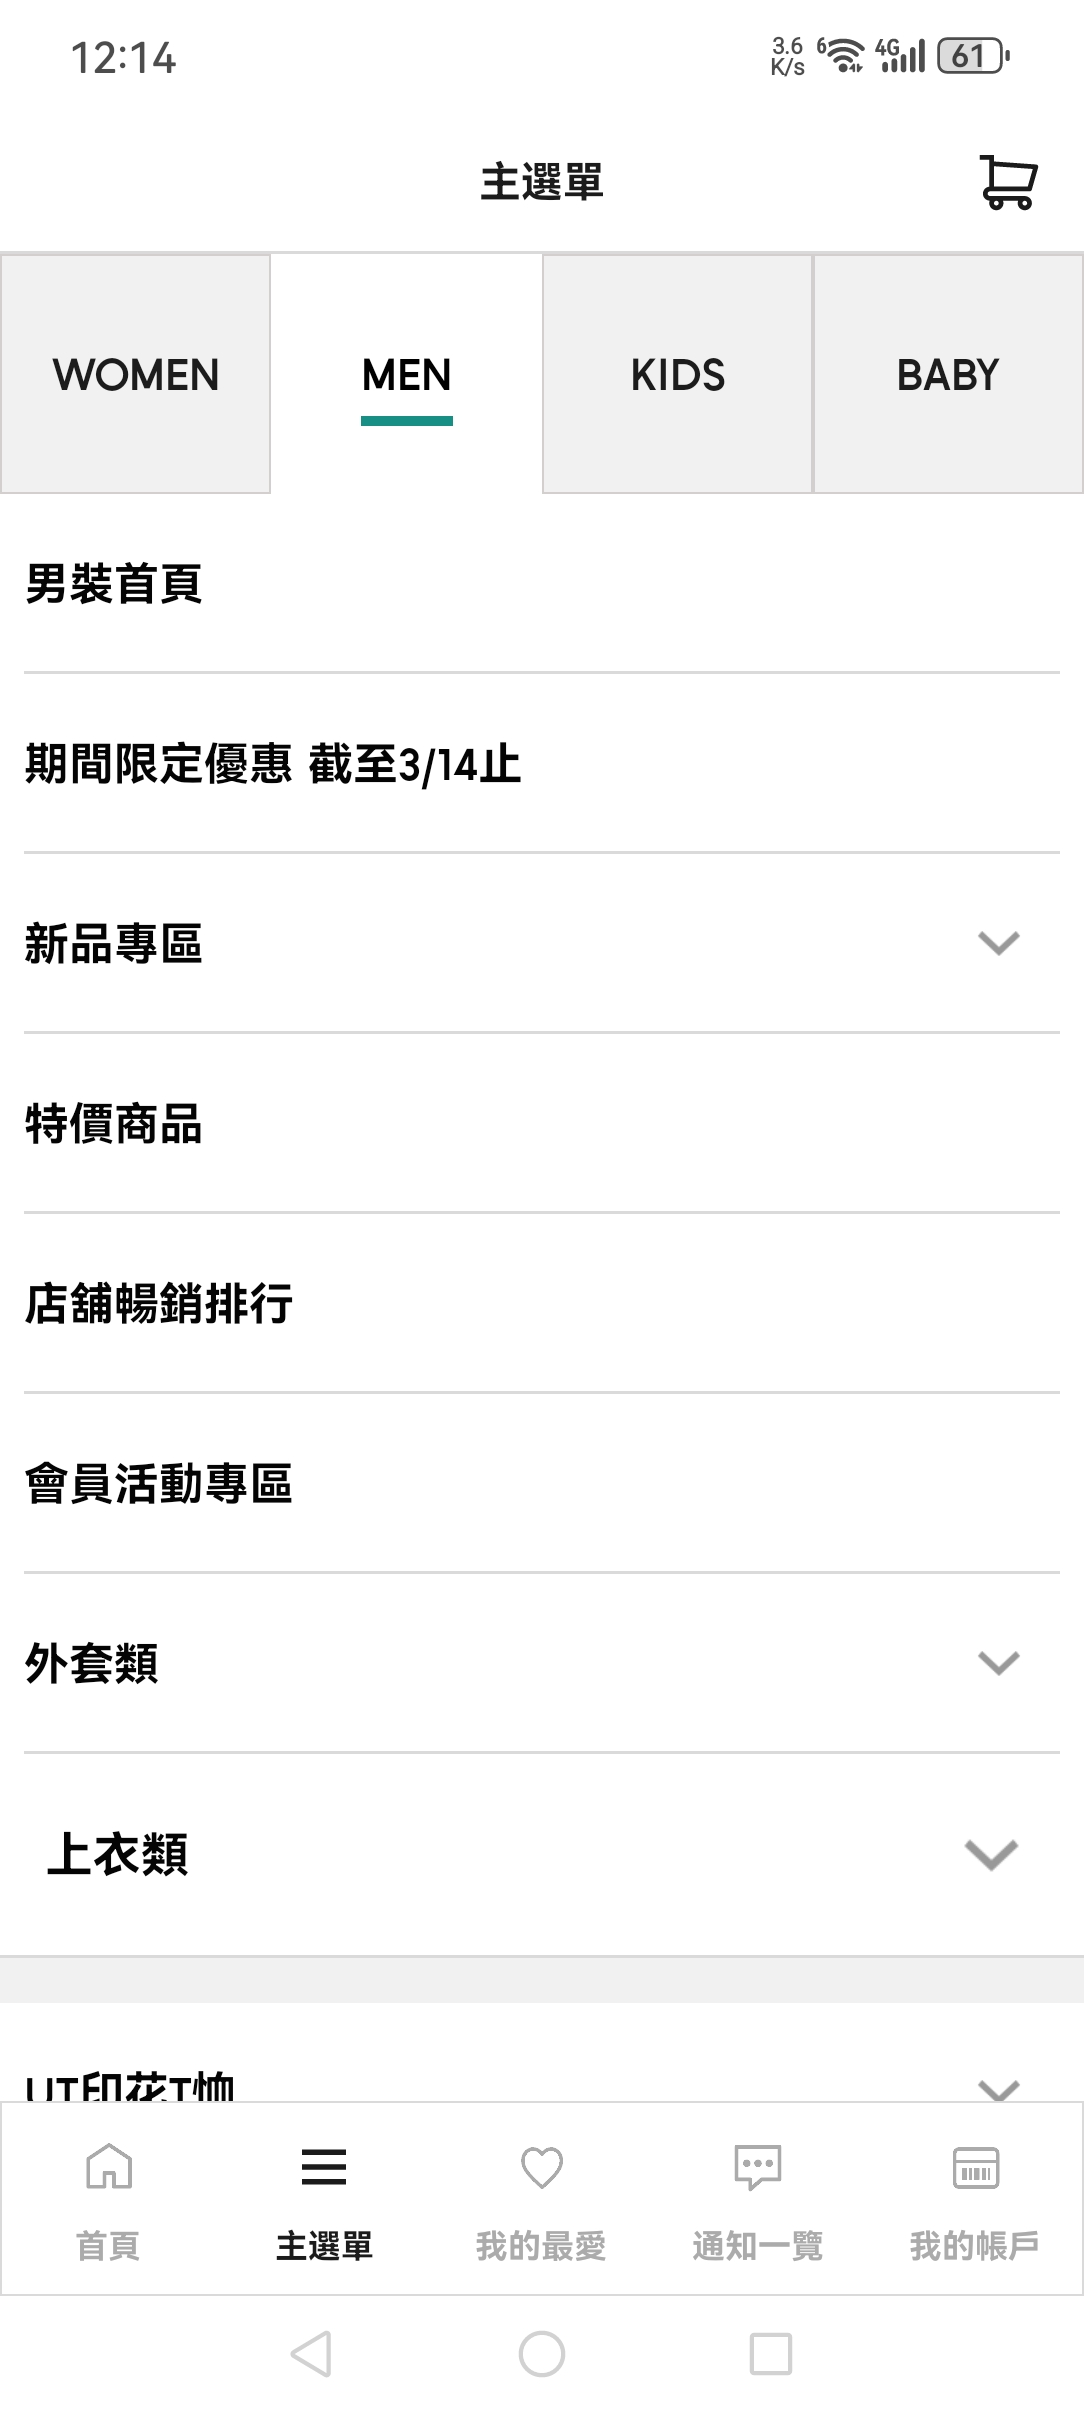 12:14
3.6 K/s 6 4G 61
主選單
WOMEN MEN KIDS BABY
男裝首頁
期間限定優惠 截至3/14止
新品專區
特價商品
店舖暢銷排行
會員活動專區
外套類
上衣類
UT印花T恤
首頁 主選單 我的最愛 通知一覽 我的帳戶